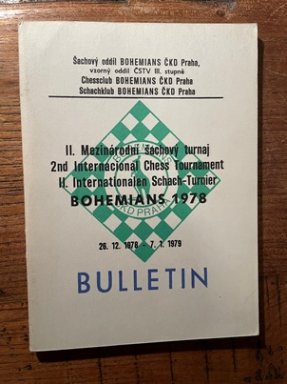 Šachový oddíl BOHEMIANS ČKD Praha,
vzorný oddíl ČSTV III. stupně
Chessclub BOHEMIANS ČKD Praha
Schachklub BOHEMIANS ČKD Praha
II. Mezinárodní šachový turnaj
2nd Internacional Chess Tournament
II. Internationalen Schach-Turnier
BOHEMIANS 1978
ČKD PRAHA
26. 12. 1978 - 7. 1. 1979
BULLETIN